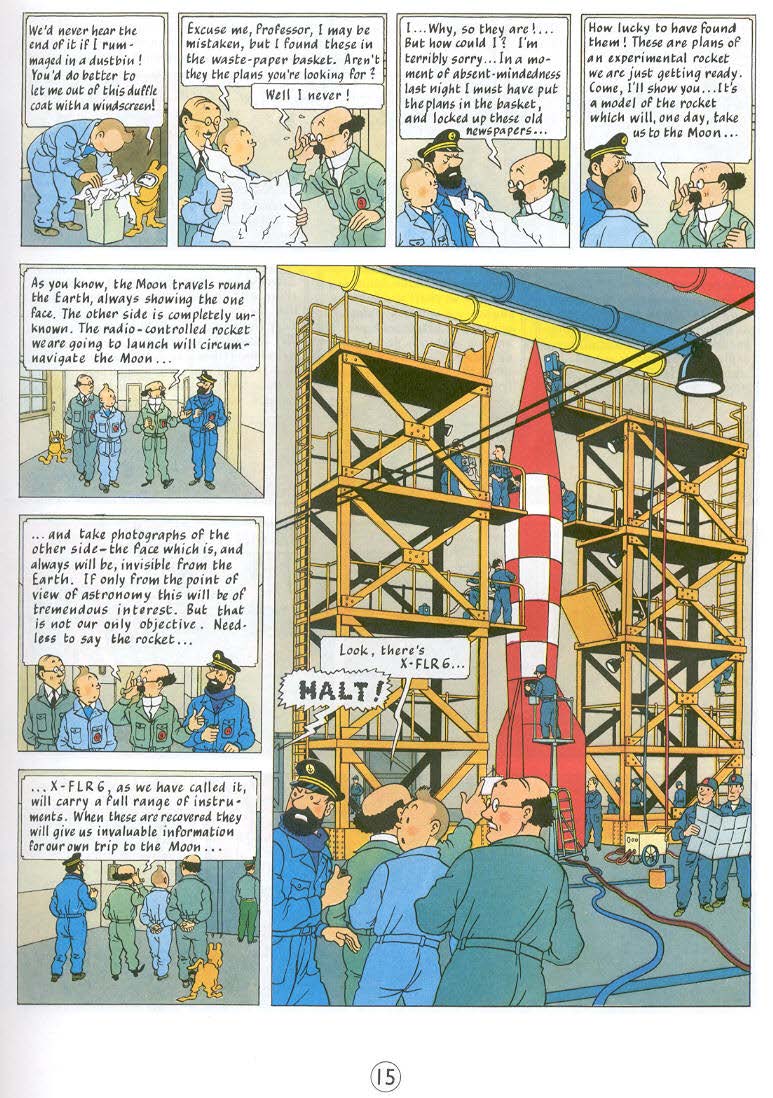 We'd never hear the
end of it if I rum-
maged in a dustbin!
You'd do better to
let me out of this duffle
coat with a windscreen!
Excuse me, Professor, I may be
mistaken, but I found these in
the waste-paper basket. Aren't
they the plans you're looking for?
Well I never!
I...Why, so they are!...
But how could I? I'm
terribly sorry... In a mo-
ment of absent-mindedness
last night I must have put
the plans in the basket,
and locked up these old
newspapers...
How lucky to have found
them! These are plans of
an experimental rocket
we are just getting ready.
Come, I'll show you...It's
a model of the rocket
which will, one day, take
us to the Moon...
As you know, the Moon travels round
the Earth, always showing the one
face. The other side is completely un-
known. The radio-controlled rocket
we are going to launch will circum-
navigate the Moon...
...and take photographs of the
other side-the face which is, and
always will be, invisible from the
Earth. If only from the point of
view of astronomy this will be of
tremendous interest. But that
is not our only objective. Need-
less to say the rocket...
...X-FLR6, as we have called it,
will carry a full range of instru-
ments. When these are recovered they
will give us invaluable information
for our own trip to the Moon...
Look, there's
X-FLR6...
HALT!
15